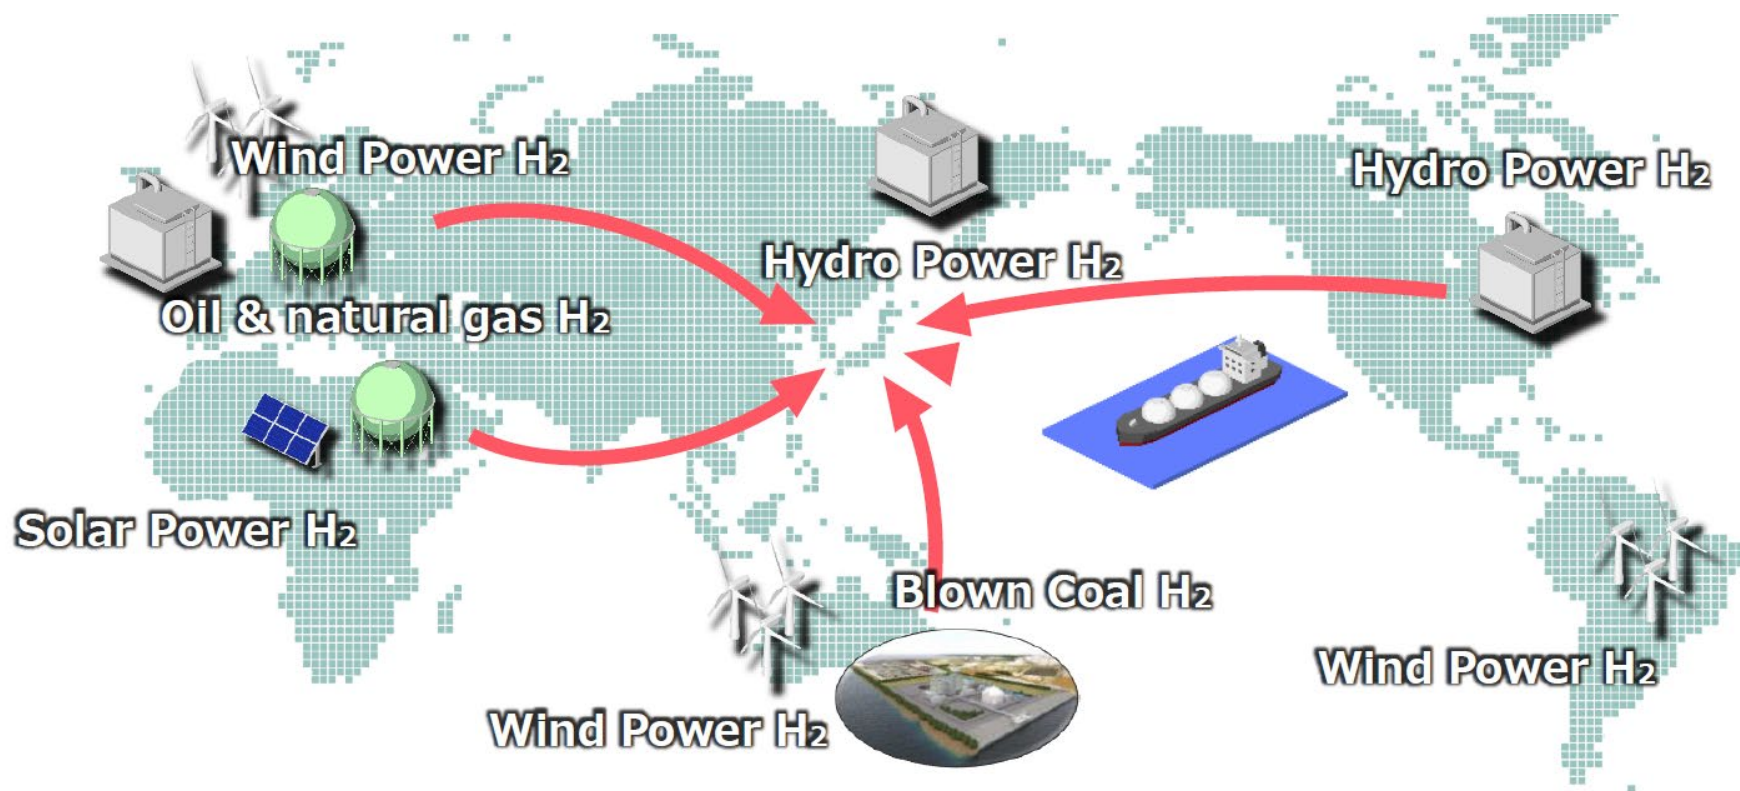 Wind Power H₂
Hydro Power H₂
Hydro Power H₂
Oil & natural gas H₂
Solar Power H₂
Blown Coal H₂
Wind Power H₂
Wind Power H₂